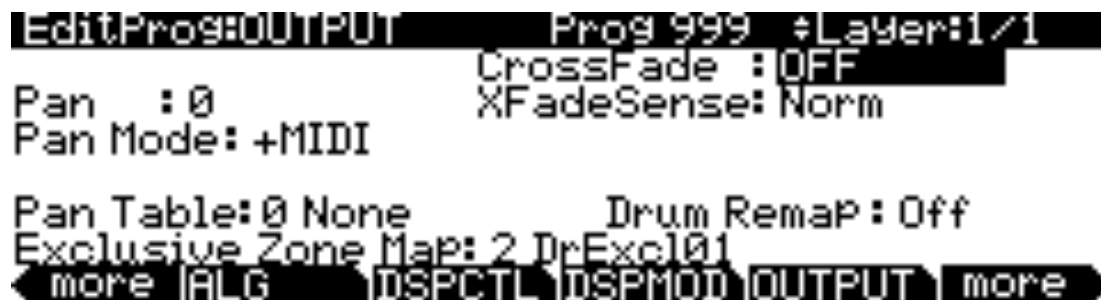 EditProg:OUTPUT Prog 999 ÷Layer:1/1
CrossFade :OFF
Pan :0 XFadeSense:Norm
Pan Mode:+MIDI
Pan Table:0 None Drum Remap:Off
Exclusive Zone Map:2 DrExcl01
more ALG DSPCTL DSPMOD OUTPUT more